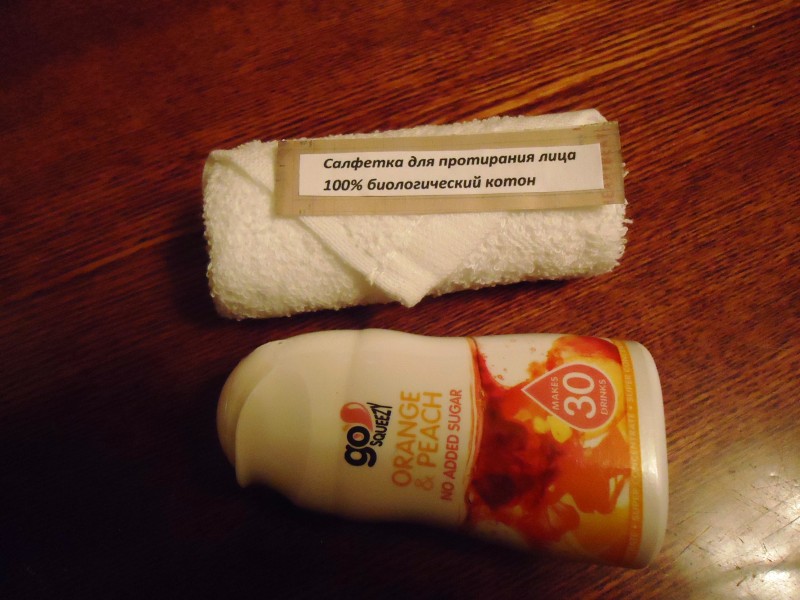 Салфетка для протирания лица
100% биологический котон
go
SQUEEZY
ORANGE
& PEACH
NO ADDED SUGAR
MAKES
30
DRINKS